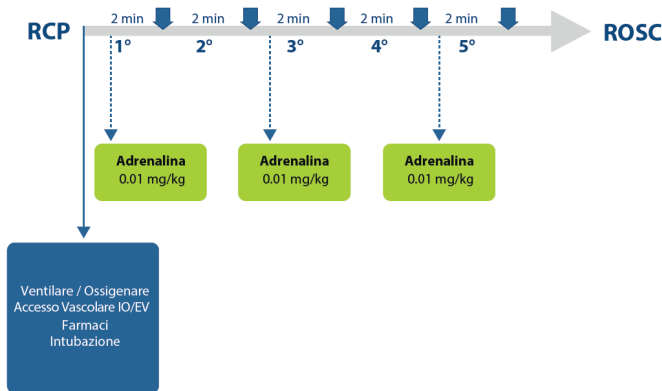 2 min 2 min 2 min 2 min 2 min
RCP ROSC
1° 2° 3° 4° 5°
Adrenalina Adrenalina Adrenalina
0.01 mg/kg 0.01 mg/kg 0.01 mg/kg
Ventilare / Ossigenare
Accesso Vascolare IO/EV
Farmaci
Intubazione